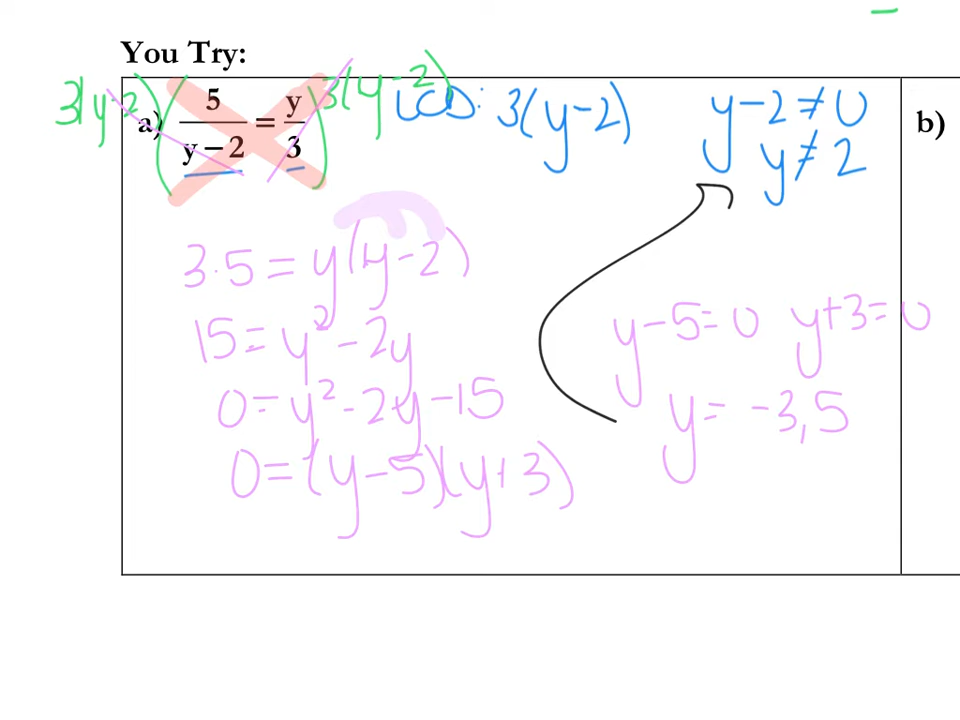 You Try:
3(y-2)( 5/(y – 2) = y/3 )3(y-2)
a)
LCD: 3(y-2)
y-2≠0
y≠2
b)
3·5 = y(y-2)
15 = y² - 2y
0 = y² - 2y - 15
0 = (y-5)(y+3)
y-5=0 y+3=0
y = -3,5